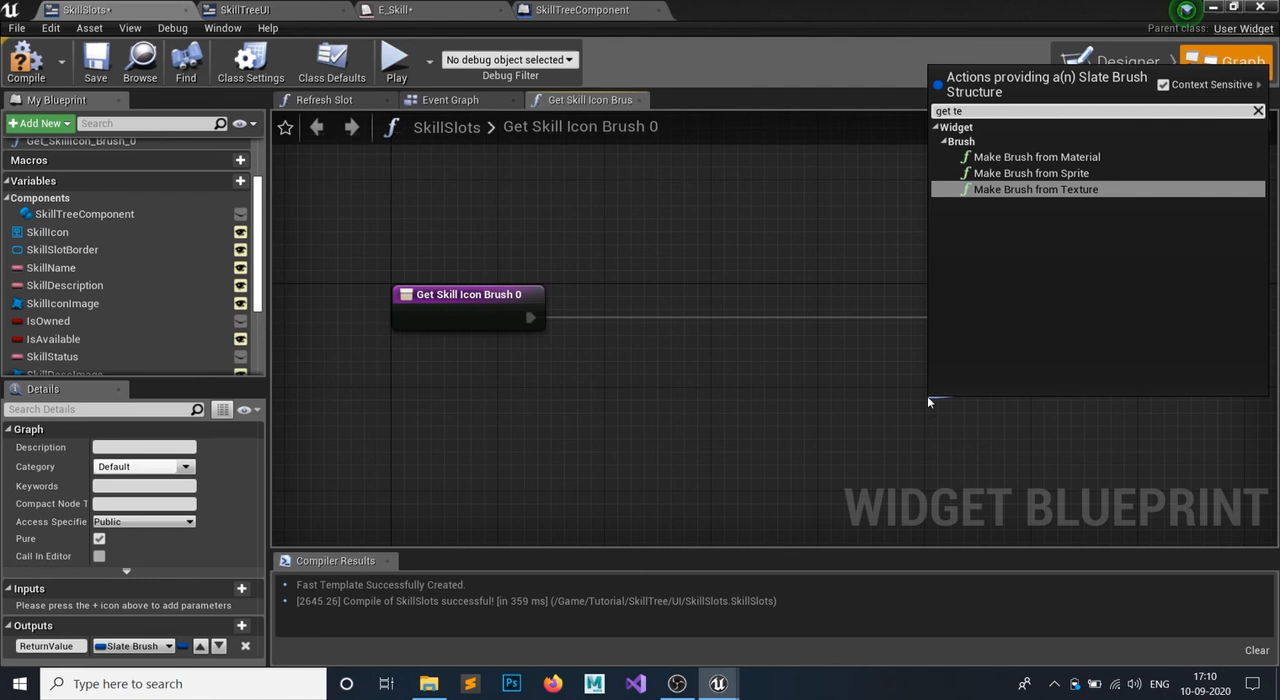 SkillSlots*
SkillTreeUI
E_Skill*
SkillTreeComponent
File Edit Asset View Window Debug Help
Parent class: User Widget
Compile
Save
Browse
Find
Class Settings
Class Defaults
Play
No debug object selected
Debug Filter
Designer
Graph
My Blueprint
Refresh Slot
Event Graph
Get Skill Icon Brus
Add New
Search
SkillSlots > Get Skill Icon Brush 0
Get_SkillIcon_Brush_0
Macros
Variables
Components
SkillTreeComponent
SkillIcon
SkillSlotBorder
SkillName
SkillDescription
SkillIconImage
IsOwned
IsAvailable
SkillStatus
SkillDescImage
Actions providing a(n) Slate Brush
Structure
Context Sensitive
get te
Widget
Brush
Make Brush from Material
Make Brush from Sprite
Make Brush from Texture
Get Skill Icon Brush 0
WIDGET BLUEPRINT
Details
Search Details
Graph
Description
Category Default
Keywords
Compact Node T
Access Specifie Public
Pure
Call In Editor
Inputs
Please press the + icon above to add parameters
Outputs
ReturnValue Slate Brush
Compiler Results
Fast Template Successfully Created.
[2645.26] Compile of SkillSlots successful! [in 359 ms] (/Game/Tutorial/SkillTree/UI/SkillSlots.SkillSlots)
Clear
Type here to search
Ps
M
ENG
17:10
10-09-2020